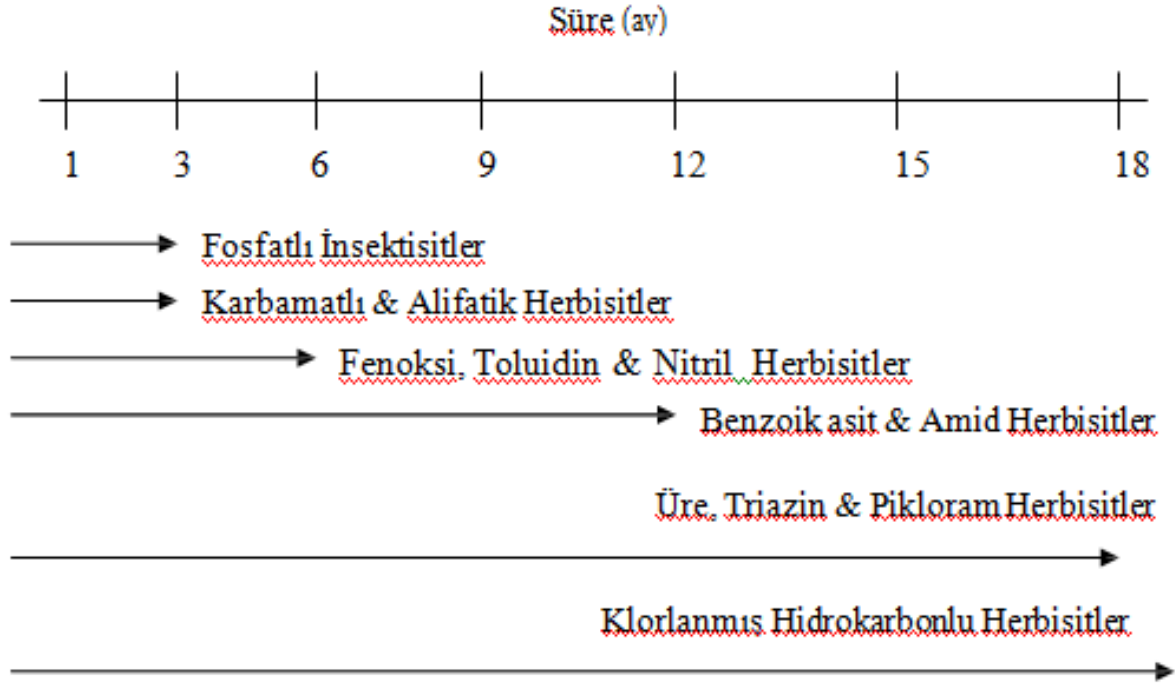 Süre (ay)
1 3 6 9 12 15 18
Fosfatlı İnsektisitler
Karbamatlı & Alifatik Herbisitler
Fenoksi, Toluidin & Nitril Herbisitler
Benzoik asit & Amid Herbisitler
Üre, Triazin & Pikloram Herbisitler
Klorlanmış Hidrokarbonlu Herbisitler